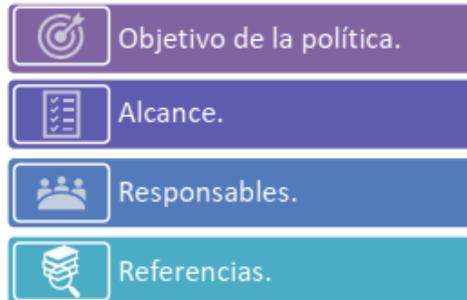 Objetivo de la política.
Alcance.
Responsables.
Referencias.